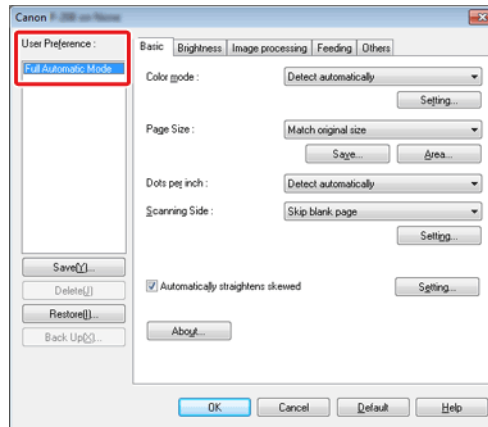 Canon
User Preference :
Full Automatic Mode
Save(Y)...
Delete(J)
Restore(I)...
Back Up(X)...
Basic Brightness Image processing Feeding Others
Color mode : Detect automatically
Setting...
Page Size : Match original size
Save... Area...
Dots per inch : Detect automatically
Scanning Side : Skip blank page
Setting...
Automatically straightens skewed Setting...
About...
OK Cancel Default Help